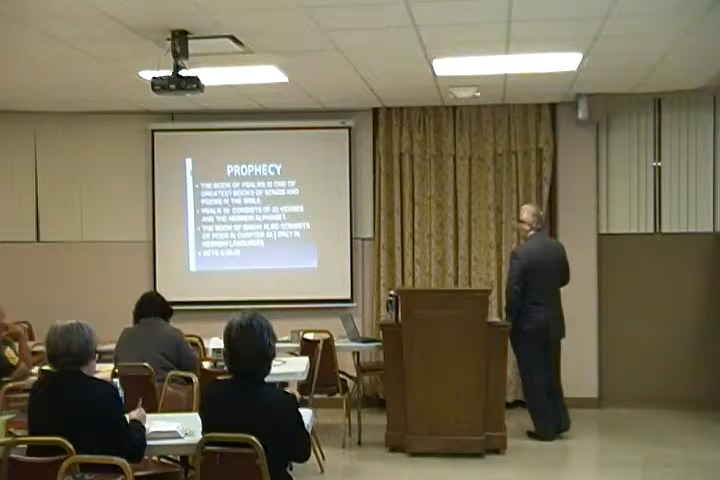 PROPHECY
• THE BOOK OF PSALMS IS ONE OF
GREATEST BOOKS OF SONGS AND
POEMS IN THE BIBLE.
CONSISTS OF 22 VERSES
AND THE HEBREW ALPHABET.
• THE BOOK OF ISAIAH ALSO CONSISTS
OF POEM IN CHAPTER 53 ( ONLY IN
HEBREW LANGUAGE)